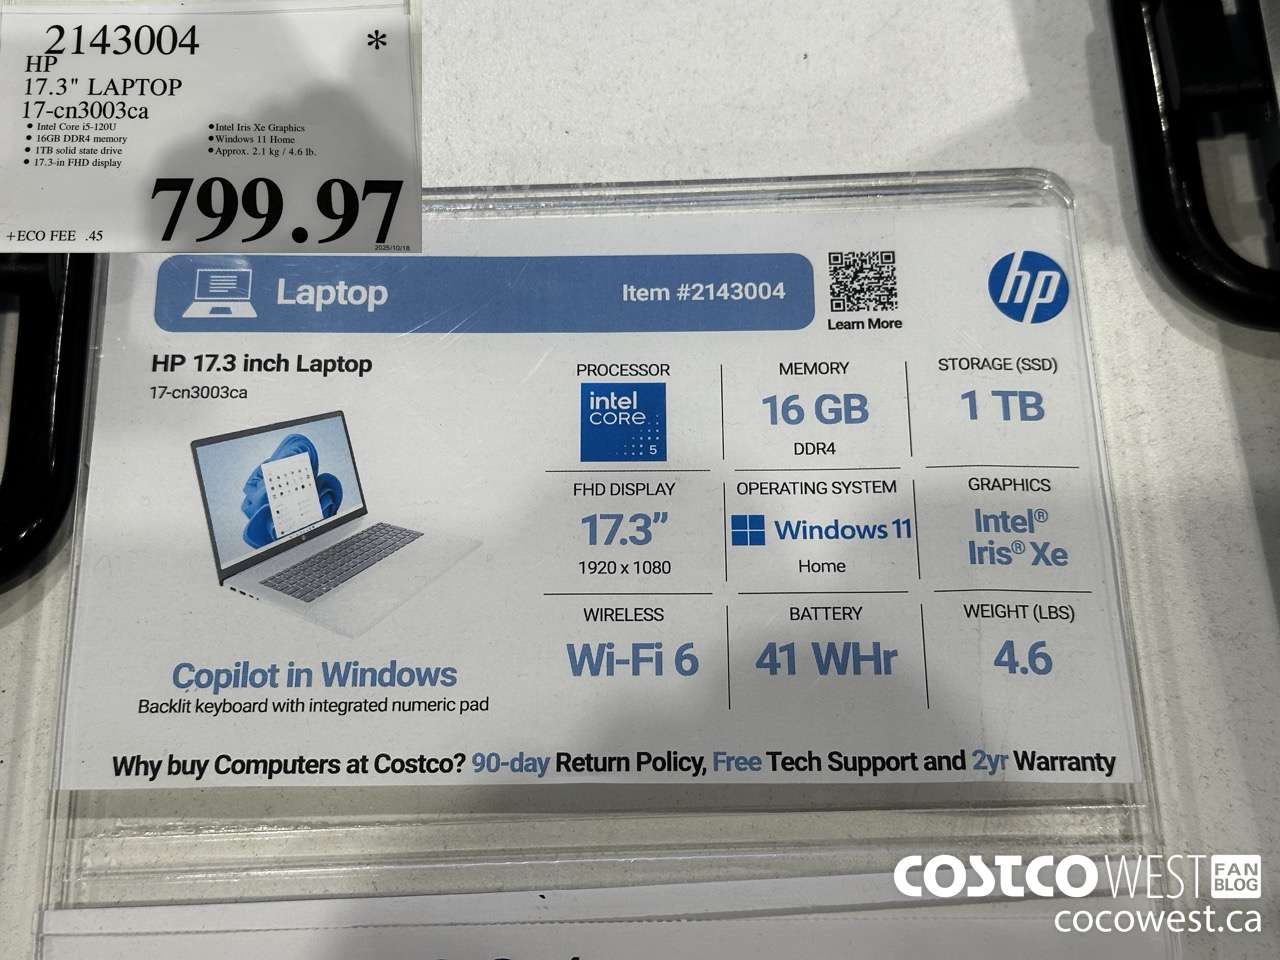 2143004 *
HP
17.3" LAPTOP
17-cn3003ca
• Intel Core i5-120U
• 16GB DDR4 memory
• 1TB solid state drive
• 17.3-in FHD display
• Intel Iris Xe Graphics
• Windows 11 Home
• Approx. 2.1 kg / 4.6 lb.
799.97
+ECO FEE .45
2025/10/18
Laptop
Item #2143004
Learn More
hp
HP 17.3 inch Laptop
17-cn3003ca
Copilot in Windows
Backlit keyboard with integrated numeric pad
PROCESSOR
intel
CORE
5
MEMORY
16 GB
DDR4
STORAGE (SSD)
1 TB
FHD DISPLAY
17.3”
1920 x 1080
OPERATING SYSTEM
Windows 11
Home
GRAPHICS
Intel®
Iris® Xe
WIRELESS
Wi-Fi 6
BATTERY
41 WHr
WEIGHT (LBS)
4.6
Why buy Computers at Costco? 90-day Return Policy, Free Tech Support and 2yr Warranty
COSTCO WEST FAN BLOG
cocowest.ca